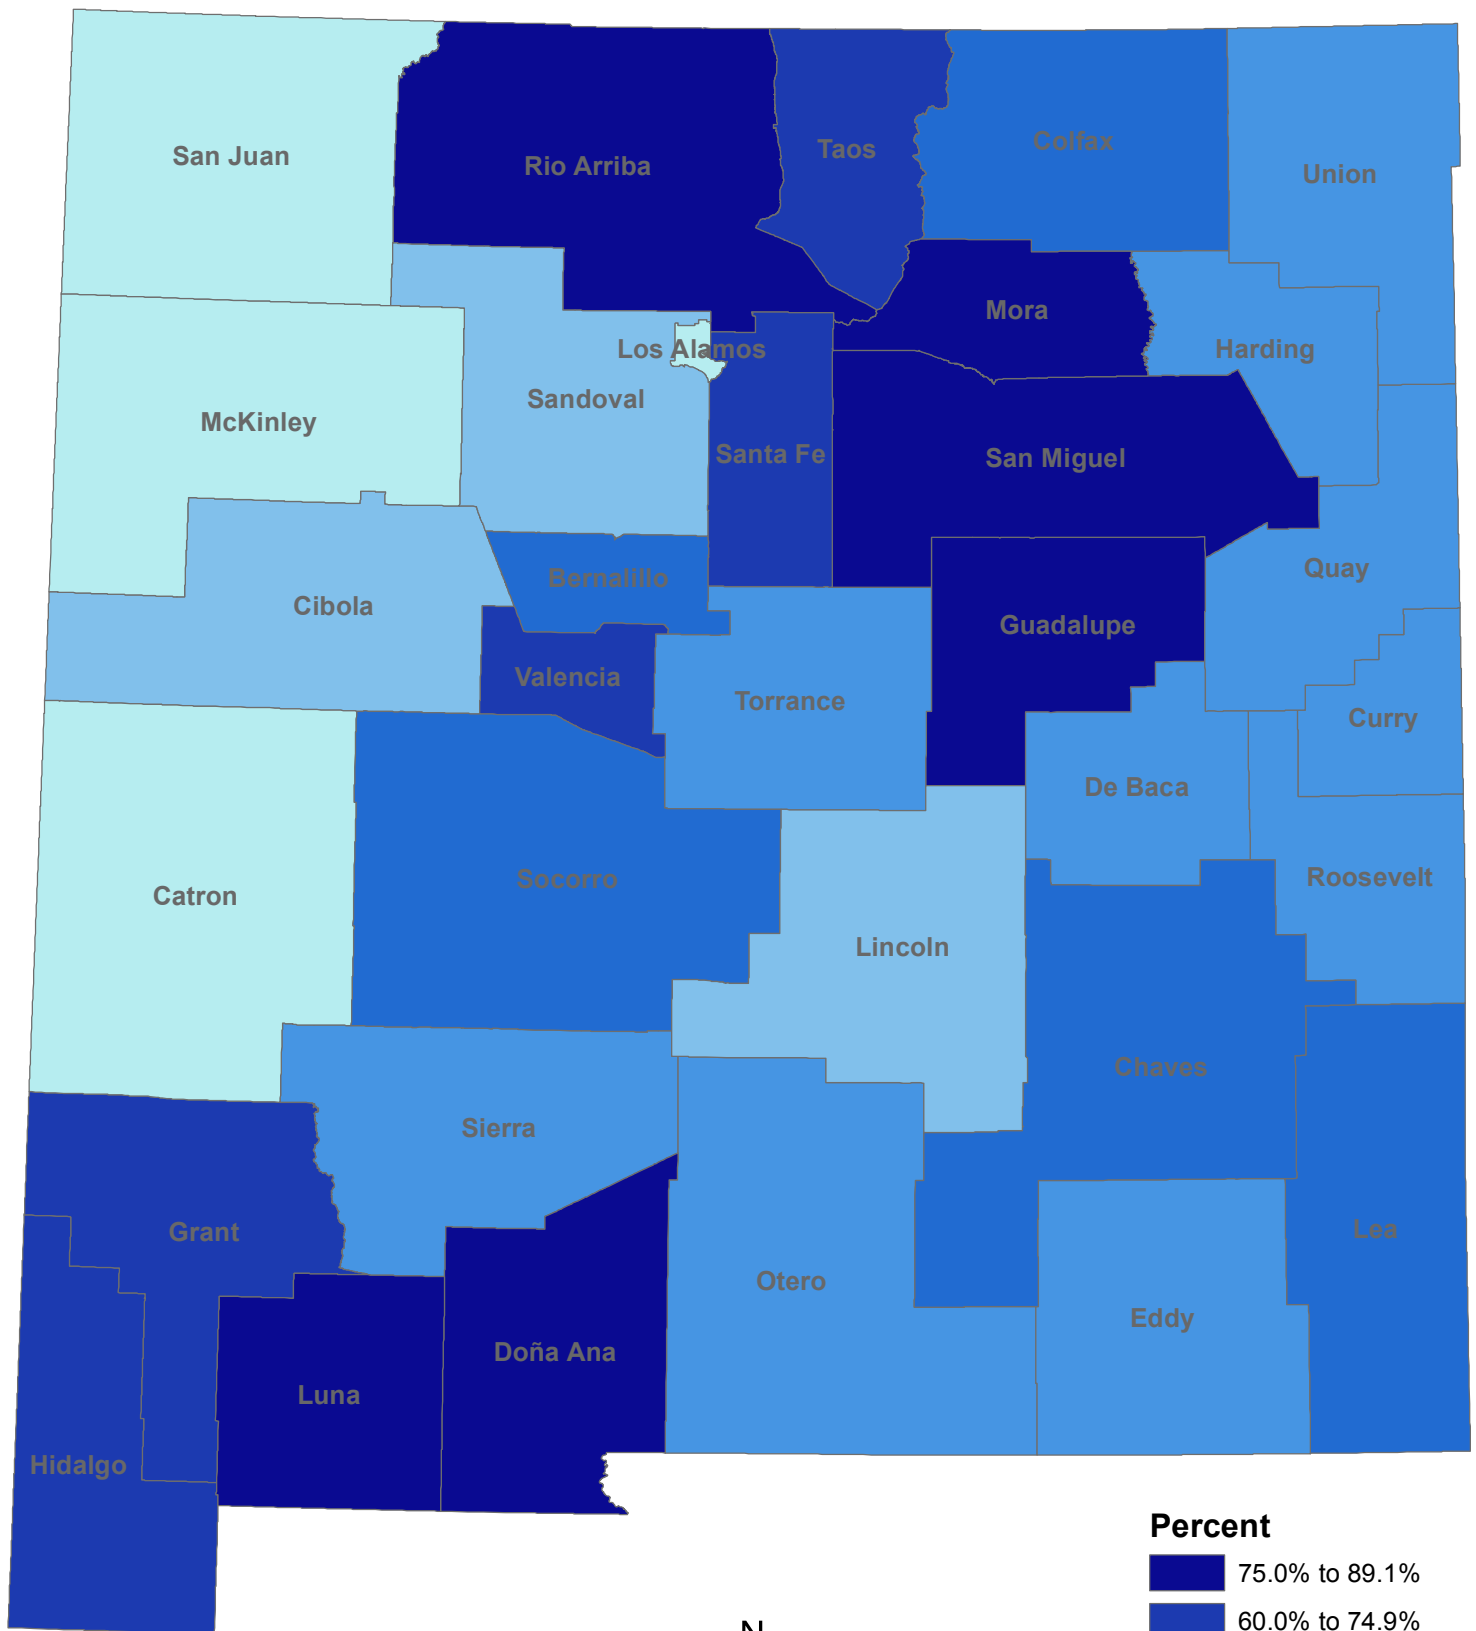 San Juan
Rio Arriba
Taos
Colfax
Union
Mora
Harding
Los Alamos
Sandoval
McKinley
Santa Fe
San Miguel
Quay
Bernalillo
Cibola
Guadalupe
Valencia
Torrance
Curry
De Baca
Socorro
Roosevelt
Catron
Lincoln
Chaves
Sierra
Grant
Lea
Otero
Eddy
Doña Ana
Luna
Hidalgo
Percent
75.0% to 89.1%
60.0% to 74.9%
N